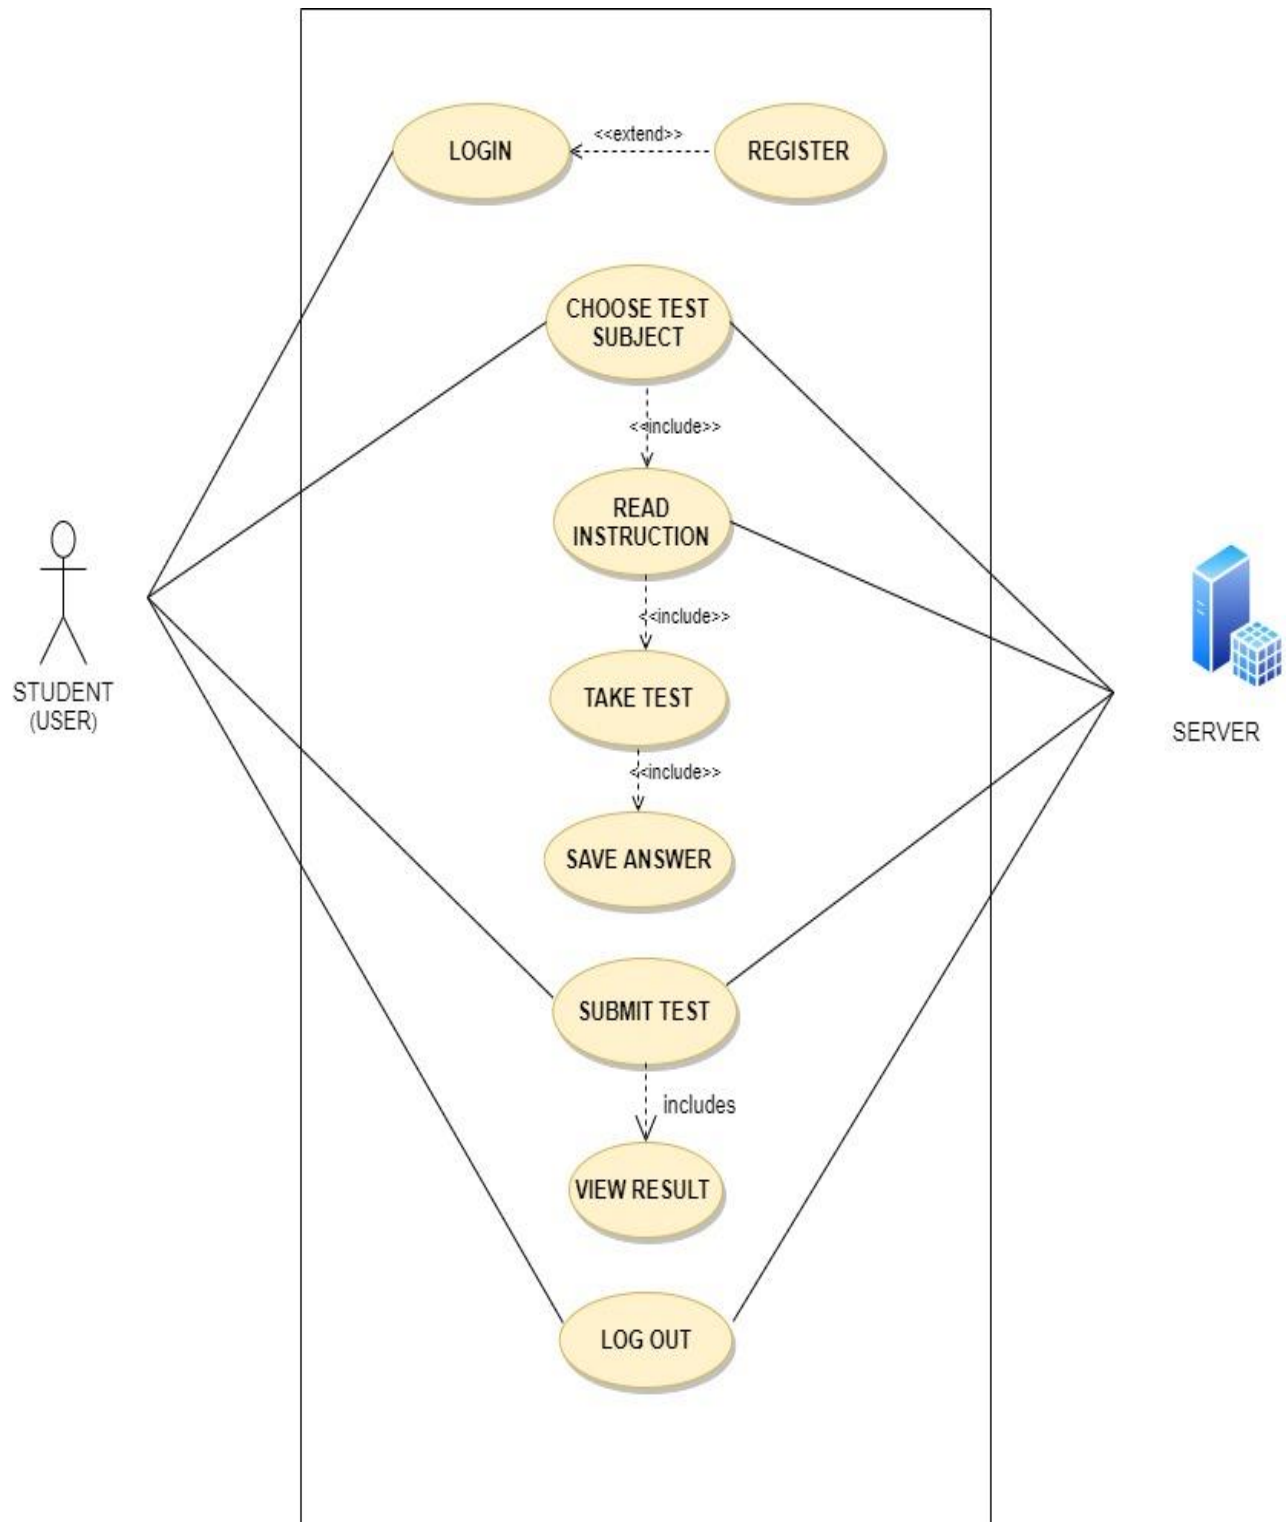 LOGIN
<<extend>>
REGISTER
CHOOSE TEST
SUBJECT
<<include>>
READ
INSTRUCTION
<<include>>
TAKE TEST
<<include>>
SAVE ANSWER
SUBMIT TEST
includes
VIEW RESULT
LOG OUT
STUDENT
(USER)
SERVER